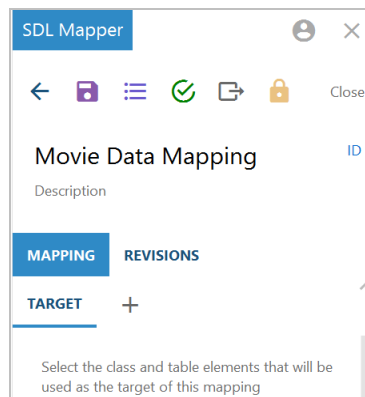 SDL Mapper
Close
Movie Data Mapping
ID
Description
MAPPING REVISIONS
TARGET +
Select the class and table elements that will be
used as the target of this mapping